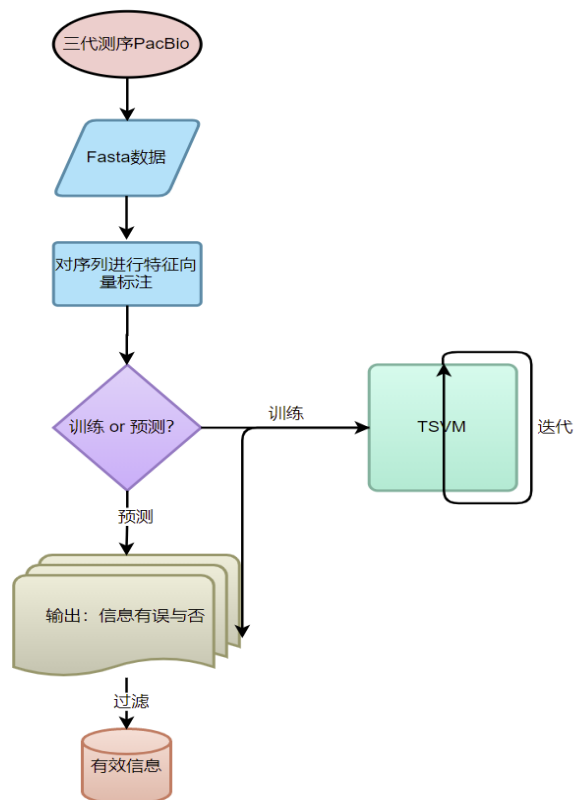 三代测序PacBio
Fasta数据
对序列进行特征向
量标注
训练 or 预测?
训练
TSVM
迭代
预测
输出：信息有误与否
过滤
有效信息